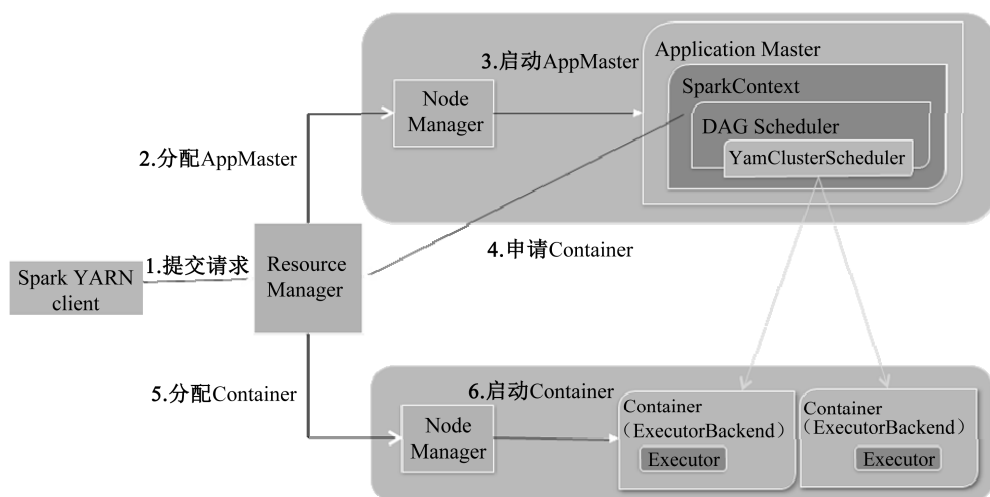 3.启动AppMaster
Application Master
SparkContext
Node
Manager
DAG Scheduler
YamClusterScheduler
2.分配AppMaster
4.申请Container
1.提交请求
Resource
Manager
Spark YARN
client
5.分配Container
6.启动Container
Node
Manager
Container
(ExecutorBackend)
Executor
Container
(ExecutorBackend)
Executor